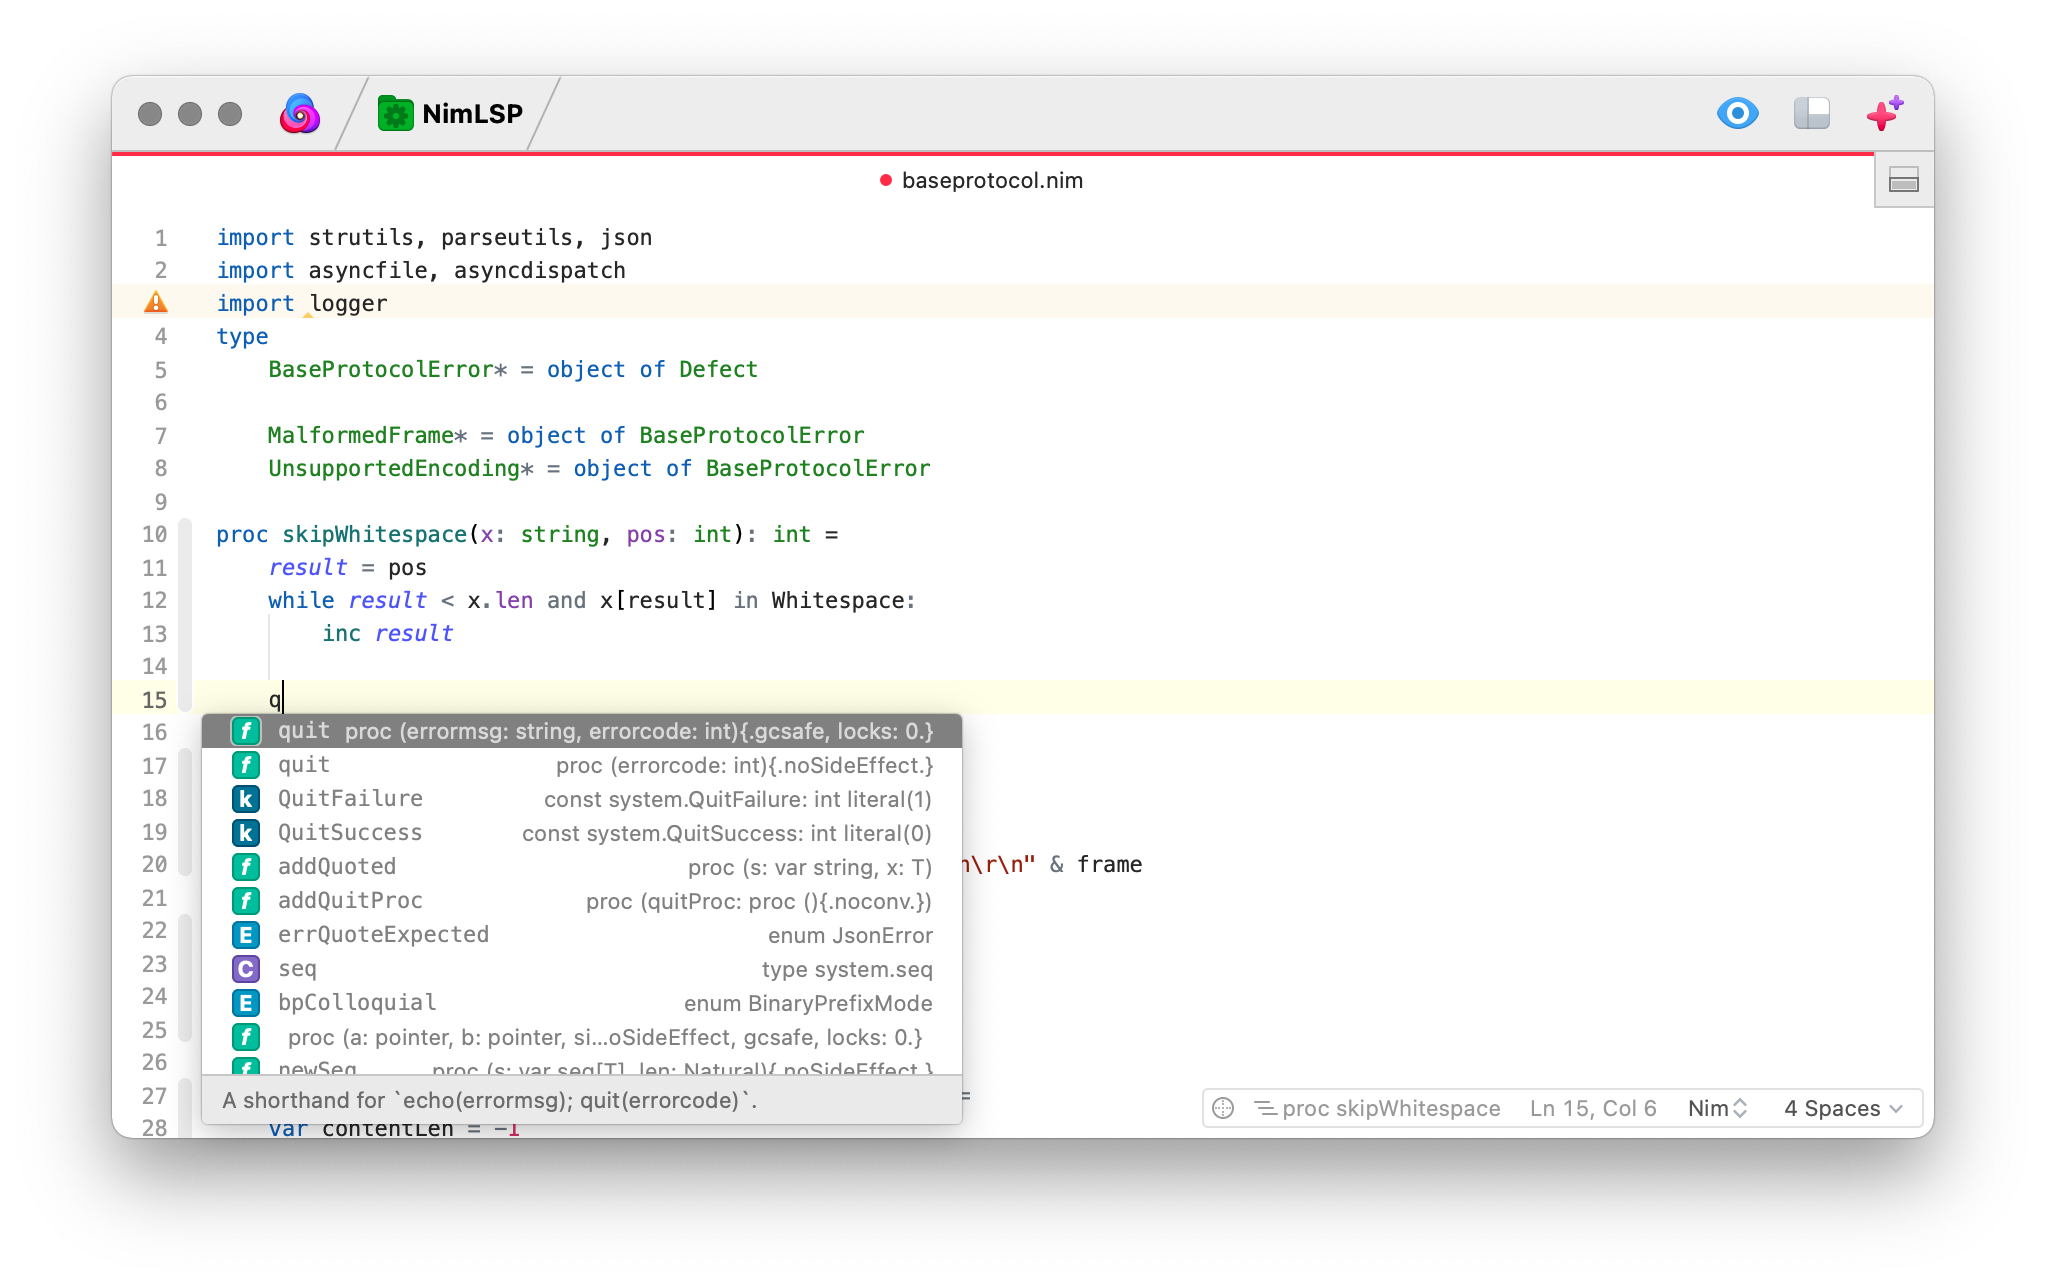 NimLSP
baseprotocol.nim
1 import strutils, parseutils, json
2 import asyncfile, asyncdispatch
import logger
4 type
5 BaseProtocolError* = object of Defect
6
7 MalformedFrame* = object of BaseProtocolError
8 UnsupportedEncoding* = object of BaseProtocolError
9
10 proc skipWhitespace(x: string, pos: int): int =
11 result = pos
12 while result < x.len and x[result] in Whitespace:
13 inc result
14
15 q
16 quit proc (errormsg: string, errorcode: int){.gcsafe, locks: 0.}
17 quit proc (errorcode: int){.noSideEffect.}
18 k QuitFailure const system.QuitFailure: int literal(1)
19 k QuitSuccess const system.QuitSuccess: int literal(0)
20 f addQuoted proc (s: var string, x: T) n\r\n" & frame
21 f addQuitProc proc (quitProc: proc (){.noconv.})
22 E errQuoteExpected enum JsonError
23 C seq type system.seq
24 E bpColloquial enum BinaryPrefixMode
25 f proc (a: pointer, b: pointer, si...oSideEffect, gcsafe, locks: 0.}
26 f newSeq proc (s: var seq[T], len: Natural){.noSideEffect.}
27 A shorthand for `echo(errormsg); quit(errorcode)`. =
28 var contentLen = -1
proc skipWhitespace Ln 15, Col 6 Nim 4 Spaces